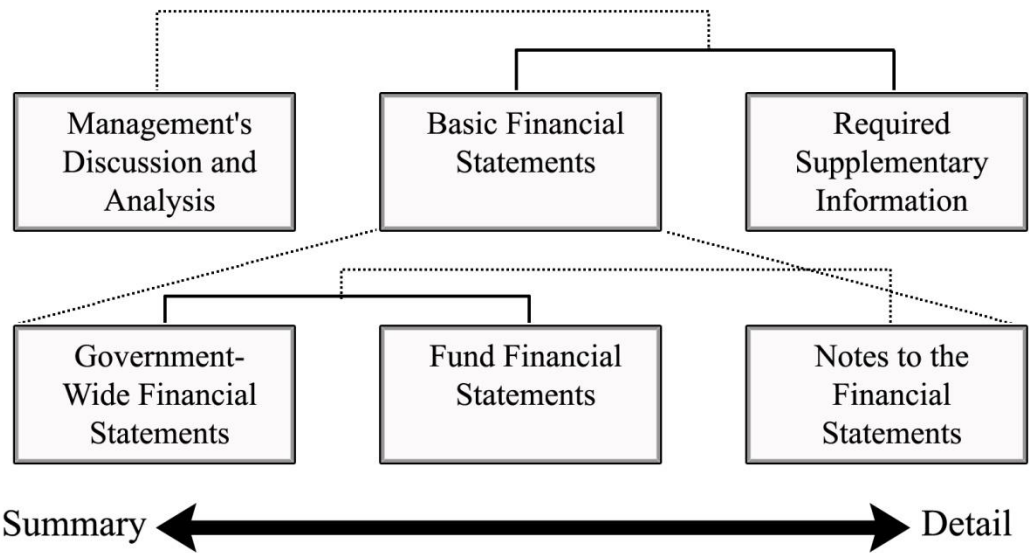 Management's
Discussion and
Analysis
Basic Financial
Statements
Required
Supplementary
Information
Government-
Wide Financial
Statements
Fund Financial
Statements
Notes to the
Financial
Statements
Summary
Detail